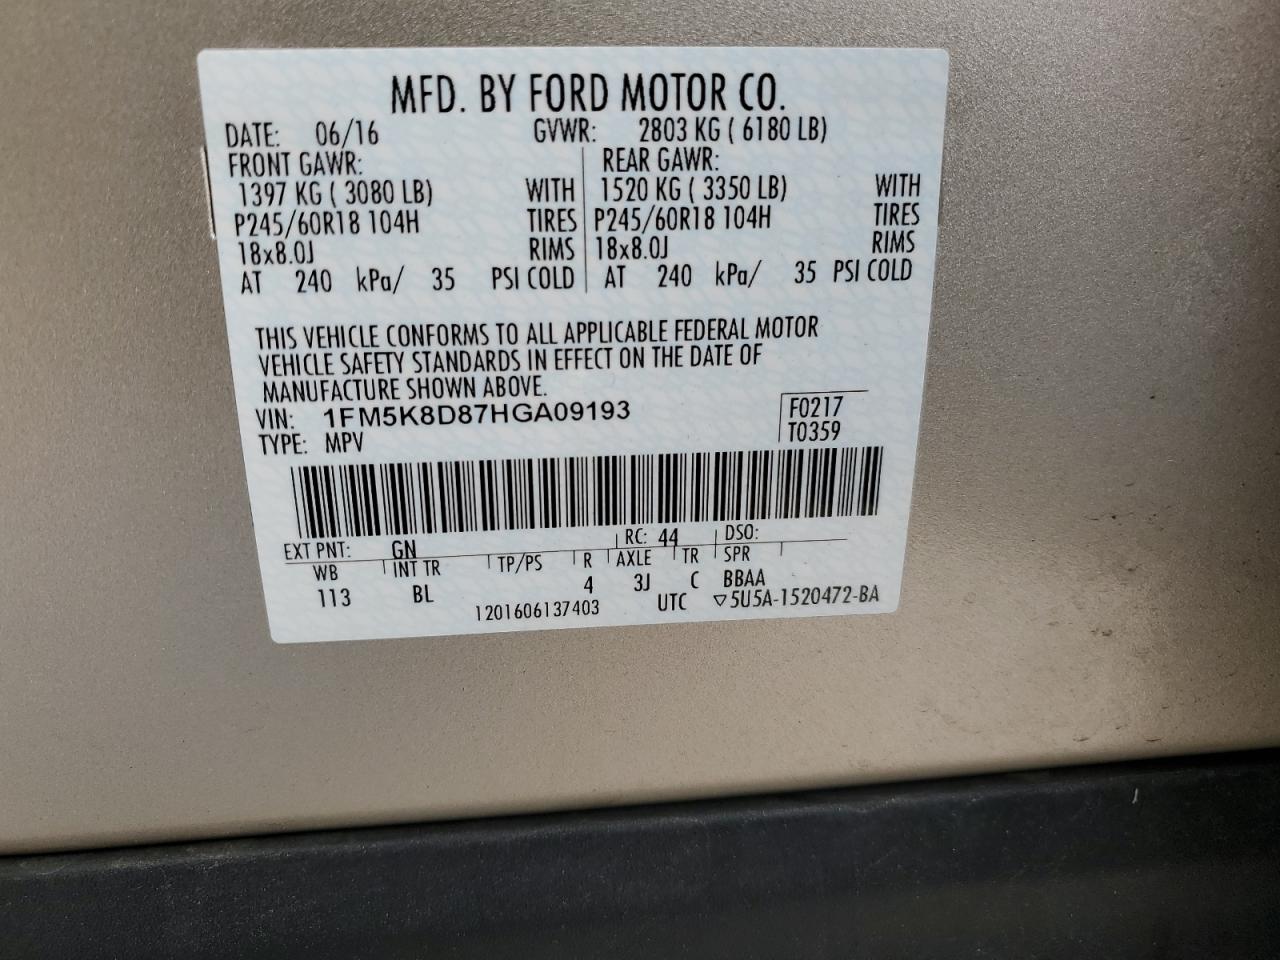 MFD. BY FORD MOTOR CO.
DATE: 06/16 GVWR: 2803 KG ( 6180 LB)
FRONT GAWR: REAR GAWR:
1397 KG ( 3080 LB) WITH 1520 KG ( 3350 LB) WITH
P245/60R18 104H TIRES P245/60R18 104H TIRES
18x8.0J RIMS 18x8.0J RIMS
AT 240 kPa/ 35 PSI COLD AT 240 kPa/ 35 PSI COLD
THIS VEHICLE CONFORMS TO ALL APPLICABLE FEDERAL MOTOR
VEHICLE SAFETY STANDARDS IN EFFECT ON THE DATE OF
MANUFACTURE SHOWN ABOVE.
VIN: 1FM5K8D87HGA09193 F0217
TYPE: MPV T0359
EXT PNT: GN RC: 44 DSO:
WB INT TR TP/PS R AXLE TR SPR
113 BL 4 3J C BBAA
1201606137403 UTC ▽5U5A-1520472-BA